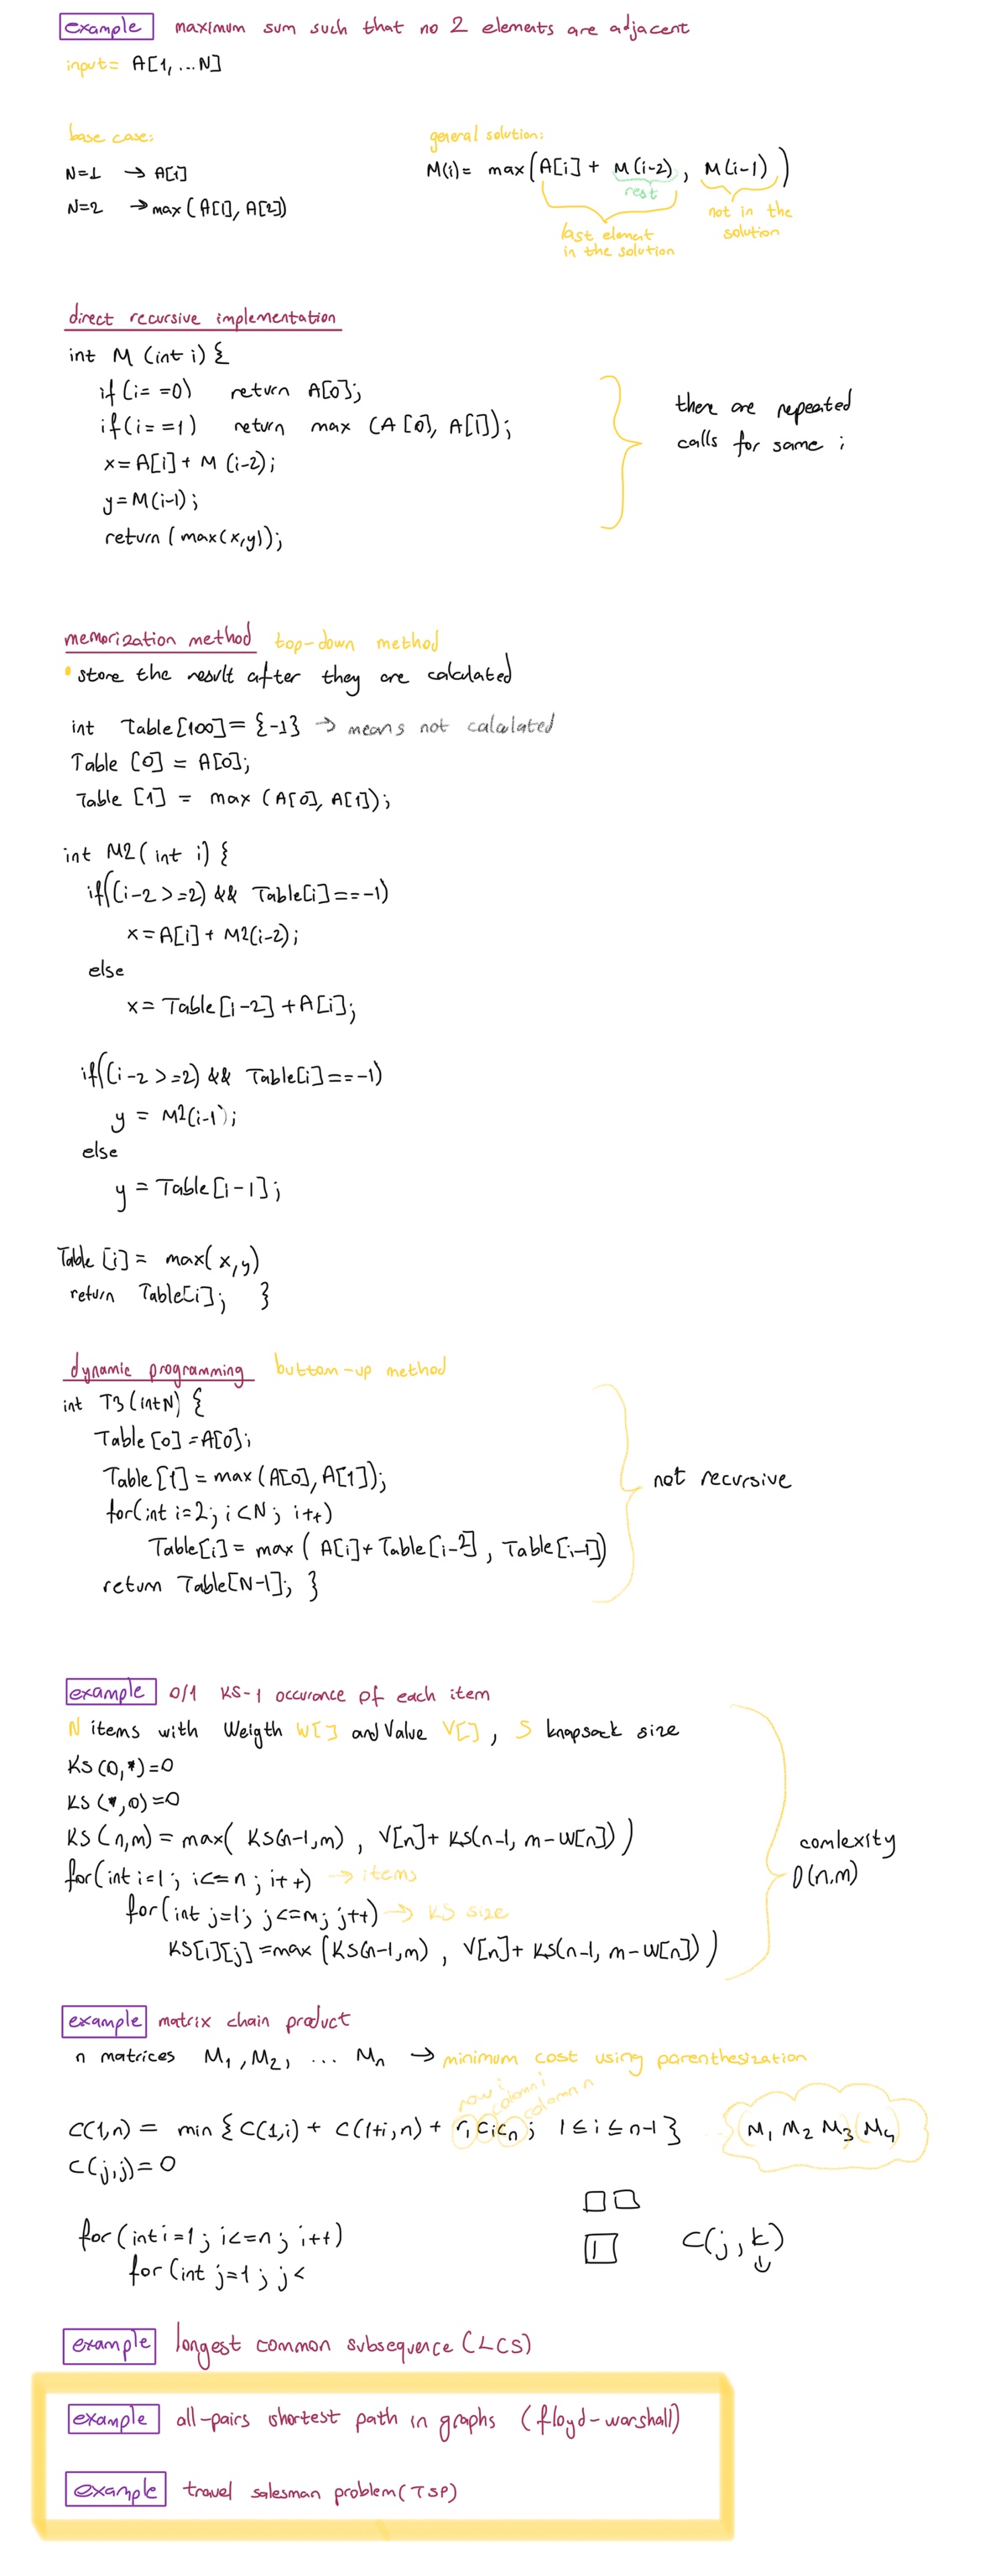 example maximum sum such that no 2 elements are adjacent
input= A[1, ...N]
base case:
N=1 → A[1]
N=2 → max(A[1], A[2])
general solution:
M(i)= max(A[i] + M(i-2), M(i-1))
rest
last element in the solution
not in the solution
direct recursive implementation
int M (int i) {
if(i==0) return A[0];
if(i==1) return max (A[0], A[1]);
x=A[i]+ M(i-2);
y=M(i-1);
return (max(x,y));
there are repeated
calls for same i
memorization method top-down method
• store the result after they are calculated
int Table[100]= {-1} → means not calculated
Table [0] = A[0];
Table [1] = max (A[0], A[1]);
int M2( int i) {
if((i-2>=2) && Table[i]==-1)
x=A[i]+ M2(i-2);
else
x= Table[i-2]+A[i];
if((i-2>=2) && Table[i]==-1)
y = M2(i-1);
else
y = Table[i-1];
Table [i]= max(x,y)
return Table[i]; }
dynamic programming buttom-up method
int T3(intN) {
Table[0]=A[0];
Table[1]=max(A[0],A[1]);
for(int i=2; i<N; i++)
Table[i]= max( A[i]+Table[i-2], Table[i-1])
return Table[N-1]; }
not recursive
example 0/1 KS-1 occurance of each item
N items with Weigth W[] and Value V[], S knapsack size
KS(0,*)=0
KS(*,0)=0
KS(n,m)=max( KS(n-1,m), V[n]+ KS(n-1, m-W[n]))
for(int i=1; i<=n; i++) → items
for(int j=1; j<=m; j++) → KS size
KS[i][j]=max(KS(n-1,m), V[n]+ KS(n-1, m-W[n]))
comlexity
O(n.m)
example matrix chain product
n matrices M1, M2, ... Mn → minimum cost using parenthesization
row i
column i
column n
C(1,n) = min {C(1,i) + C(1+i,n) + r1cicn; 1≤i≤n-1}
(M1 M2 M3)(M4)
C(j,j)=0
for(int i=1; i<=n; i++)
for(int j=1; j<
C(j,k)
example longest common subsequence (LCS)
example all-pairs shortest path in graphs (floyd-warshall)
example travel salesman problem(TSP)